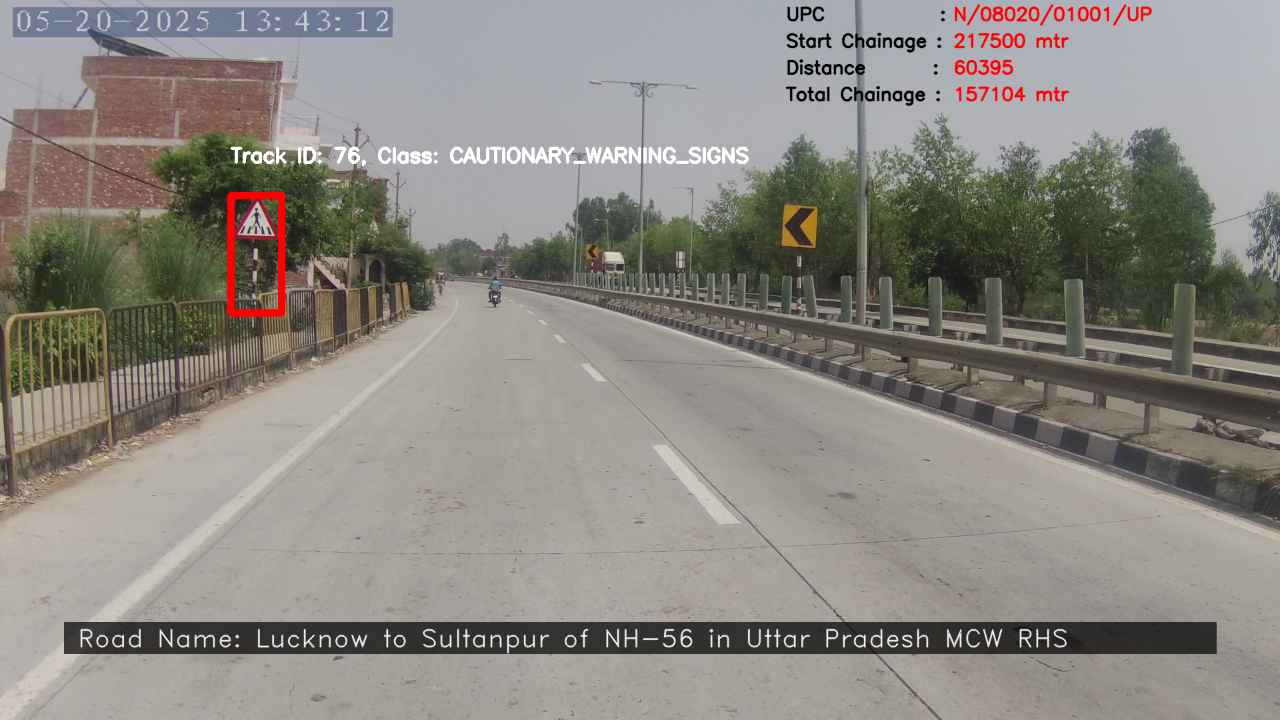 05-20-2025 13:43:12
UPC : N/08020/01001/UP
Start Chainage : 217500 mtr
Distance : 60395
Total Chainage : 157104 mtr
Track ID: 76, Class: CAUTIONARY_WARNING_SIGNS
Road Name: Lucknow to Sultanpur of NH-56 in Uttar Pradesh MCW RHS